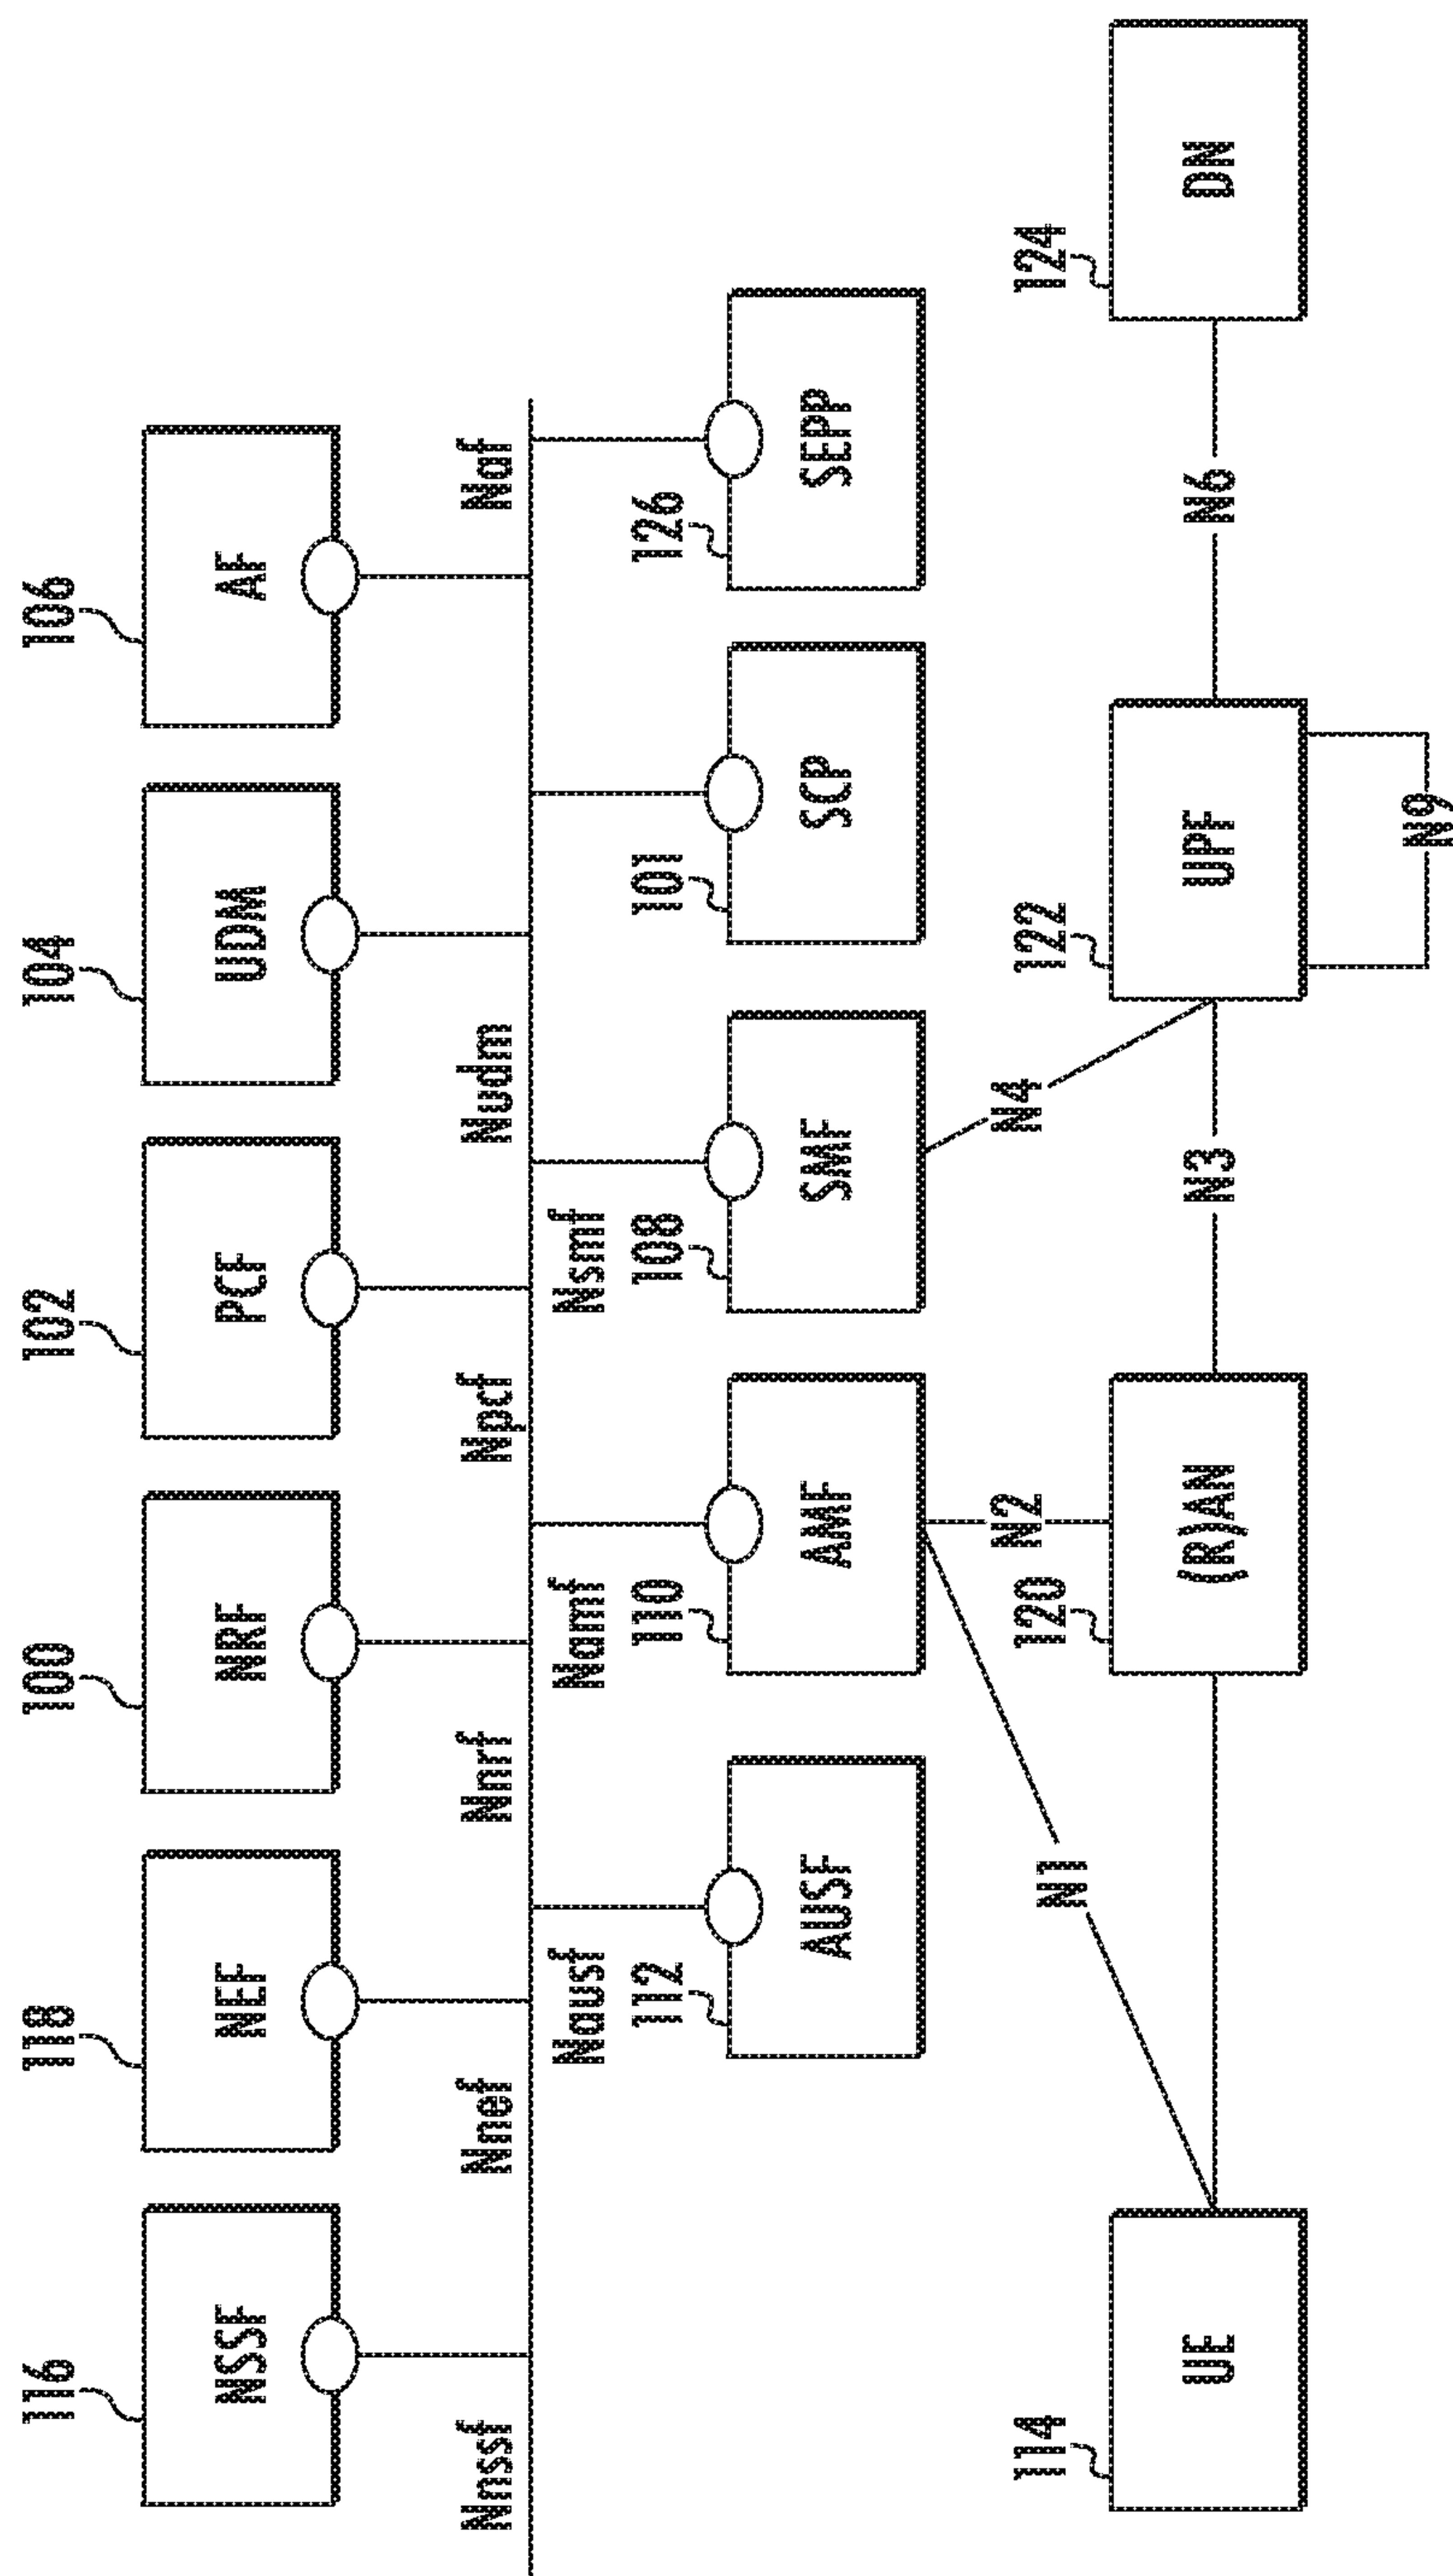 116
118
100
102
104
106
NSSF
NEF
NRF
PCF
UDM
AF
Nnssf
Nnef
Nnrf
Npcf
Nudm
Naf
Nausf
Namf
Nsmf
112
110
108
101
126
AUSF
AMF
SMF
SCP
SEPP
N1
N2
N4
114
120
122
124
UE
(R)AN
N3
UPF
N6
DN
N9